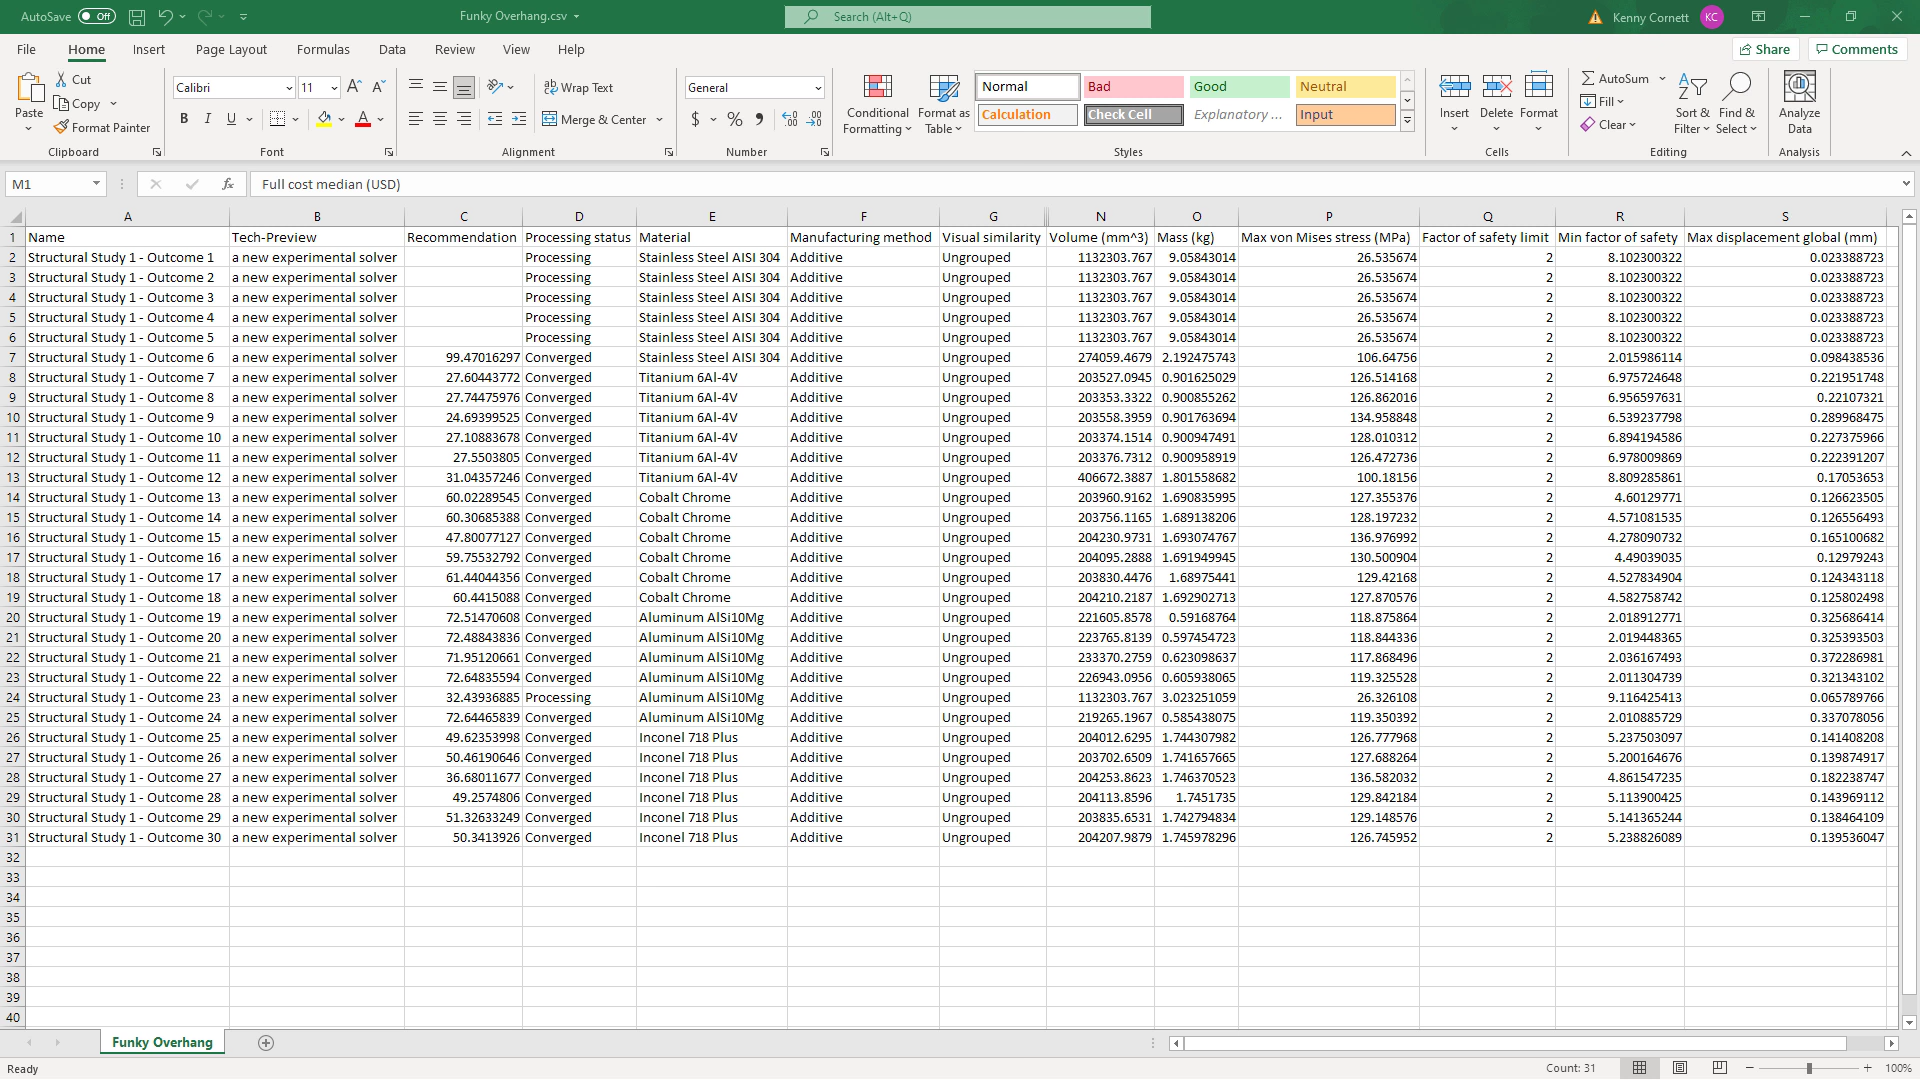 AutoSave Off Funky Overhang.csv Search (Alt+Q) Kenny Cornett KC
File Home Insert Page Layout Formulas Data Review View Help Share Comments
Paste Cut Copy Format Painter Clipboard
Calibri 11 B I U A A A Font
ab Wrap Text Merge & Center Alignment
General $ % 9 Number
Conditional Formatting Format as Table
Normal Bad Good Neutral
Calculation Check Cell Explanatory ... Input
Styles
Insert Delete Format Cells
AutoSum Fill Clear Sort & Filter Find & Select Editing
Analyze Data Analysis
M1 fx Full cost median (USD)
A B C D E F G N O P Q R S
1 Name Tech-Preview Recommendation Processing status Material Manufacturing method Visual similarity Volume (mm^3) Mass (kg) Max von Mises stress (MPa) Factor of safety limit Min factor of safety Max displacement global (mm)
2 Structural Study 1 - Outcome 1 a new experimental solver Processing Stainless Steel AISI 304 Additive Ungrouped 1132303.767 9.05843014 26.535674 2 8.102300322 0.023388723
3 Structural Study 1 - Outcome 2 a new experimental solver Processing Stainless Steel AISI 304 Additive Ungrouped 1132303.767 9.05843014 26.535674 2 8.102300322 0.023388723
4 Structural Study 1 - Outcome 3 a new experimental solver Processing Stainless Steel AISI 304 Additive Ungrouped 1132303.767 9.05843014 26.535674 2 8.102300322 0.023388723
5 Structural Study 1 - Outcome 4 a new experimental solver Processing Stainless Steel AISI 304 Additive Ungrouped 1132303.767 9.05843014 26.535674 2 8.102300322 0.023388723
6 Structural Study 1 - Outcome 5 a new experimental solver Processing Stainless Steel AISI 304 Additive Ungrouped 1132303.767 9.05843014 26.535674 2 8.102300322 0.023388723
7 Structural Study 1 - Outcome 6 a new experimental solver 99.47016297 Converged Stainless Steel AISI 304 Additive Ungrouped 274059.4679 2.192475743 106.64756 2 2.015986114 0.098438536
8 Structural Study 1 - Outcome 7 a new experimental solver 27.60443772 Converged Titanium 6Al-4V Additive Ungrouped 203527.0945 0.901625029 126.514168 2 6.975724648 0.221951748
9 Structural Study 1 - Outcome 8 a new experimental solver 27.74475976 Converged Titanium 6Al-4V Additive Ungrouped 203353.3322 0.900855262 126.862016 2 6.956597631 0.22107321
10 Structural Study 1 - Outcome 9 a new experimental solver 24.69399525 Converged Titanium 6Al-4V Additive Ungrouped 203558.3959 0.901763694 134.958848 2 6.539237798 0.289968475
11 Structural Study 1 - Outcome 10 a new experimental solver 27.10883678 Converged Titanium 6Al-4V Additive Ungrouped 203374.1514 0.900947491 128.010312 2 6.894194586 0.227375966
12 Structural Study 1 - Outcome 11 a new experimental solver 27.5503805 Converged Titanium 6Al-4V Additive Ungrouped 203376.7312 0.900958919 126.472736 2 6.978009869 0.222391207
13 Structural Study 1 - Outcome 12 a new experimental solver 31.04357246 Converged Titanium 6Al-4V Additive Ungrouped 406672.3887 1.801558682 100.18156 2 8.809285861 0.17053653
14 Structural Study 1 - Outcome 13 a new experimental solver 60.02289545 Converged Cobalt Chrome Additive Ungrouped 203960.9162 1.690835995 127.355376 2 4.60129771 0.126623505
15 Structural Study 1 - Outcome 14 a new experimental solver 60.30685388 Converged Cobalt Chrome Additive Ungrouped 203756.1165 1.689138206 128.197232 2 4.571081535 0.126556493
16 Structural Study 1 - Outcome 15 a new experimental solver 47.80077127 Converged Cobalt Chrome Additive Ungrouped 204230.9731 1.693074767 136.976992 2 4.278090732 0.165100682
17 Structural Study 1 - Outcome 16 a new experimental solver 59.75532792 Converged Cobalt Chrome Additive Ungrouped 204095.2888 1.691949945 130.500904 2 4.49039035 0.12979243
18 Structural Study 1 - Outcome 17 a new experimental solver 61.44044356 Converged Cobalt Chrome Additive Ungrouped 203830.4476 1.68975441 129.42168 2 4.527834904 0.124343118
19 Structural Study 1 - Outcome 18 a new experimental solver 60.4415088 Converged Cobalt Chrome Additive Ungrouped 204210.2187 1.692902713 127.870576 2 4.582758742 0.125802498
20 Structural Study 1 - Outcome 19 a new experimental solver 72.51470608 Converged Aluminum AlSi10Mg Additive Ungrouped 221605.8578 0.59168764 118.875864 2 2.018912771 0.325686414
21 Structural Study 1 - Outcome 20 a new experimental solver 72.48843836 Converged Aluminum AlSi10Mg Additive Ungrouped 223765.8139 0.597454723 118.844336 2 2.019448365 0.325393503
22 Structural Study 1 - Outcome 21 a new experimental solver 71.95120661 Converged Aluminum AlSi10Mg Additive Ungrouped 233370.2759 0.623098637 117.868496 2 2.036167493 0.372286981
23 Structural Study 1 - Outcome 22 a new experimental solver 72.64835594 Converged Aluminum AlSi10Mg Additive Ungrouped 226943.0956 0.605938065 119.325528 2 2.011304739 0.321343102
24 Structural Study 1 - Outcome 23 a new experimental solver 32.43936885 Processing Aluminum AlSi10Mg Additive Ungrouped 1132303.767 3.023251059 26.326108 2 9.116425413 0.065789766
25 Structural Study 1 - Outcome 24 a new experimental solver 72.64465839 Converged Aluminum AlSi10Mg Additive Ungrouped 219265.1967 0.585438075 119.350392 2 2.010885729 0.337078056
26 Structural Study 1 - Outcome 25 a new experimental solver 49.62353998 Converged Inconel 718 Plus Additive Ungrouped 204012.6295 1.744307982 126.777968 2 5.237503097 0.141408208
27 Structural Study 1 - Outcome 26 a new experimental solver 50.46190646 Converged Inconel 718 Plus Additive Ungrouped 203702.6509 1.741657665 127.688264 2 5.200164676 0.139874917
28 Structural Study 1 - Outcome 27 a new experimental solver 36.68011677 Converged Inconel 718 Plus Additive Ungrouped 204253.8623 1.746370523 136.582032 2 4.861547235 0.182238747
29 Structural Study 1 - Outcome 28 a new experimental solver 49.2574806 Converged Inconel 718 Plus Additive Ungrouped 204113.8596 1.7451735 129.842184 2 5.113900425 0.143969112
30 Structural Study 1 - Outcome 29 a new experimental solver 51.32633249 Converged Inconel 718 Plus Additive Ungrouped 203835.6531 1.742794834 129.148576 2 5.141365244 0.138464109
31 Structural Study 1 - Outcome 30 a new experimental solver 50.3413926 Converged Inconel 718 Plus Additive Ungrouped 204207.9879 1.745978296 126.745952 2 5.238826089 0.139536047
32
33
34
35
36
37
38
39
40
Funky Overhang
Ready Count: 31 100%